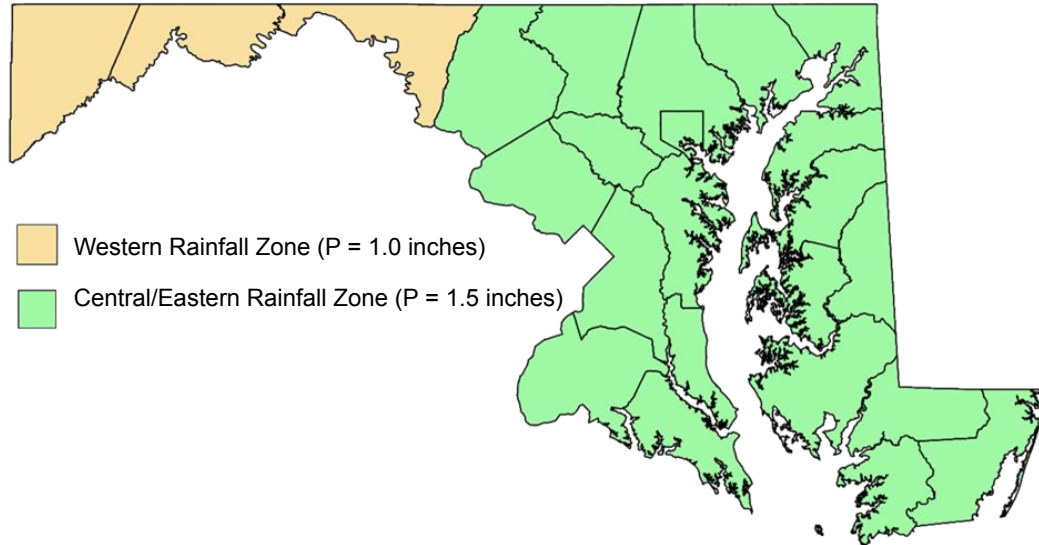 Western Rainfall Zone (P = 1.0 inches)
Central/Eastern Rainfall Zone (P = 1.5 inches)